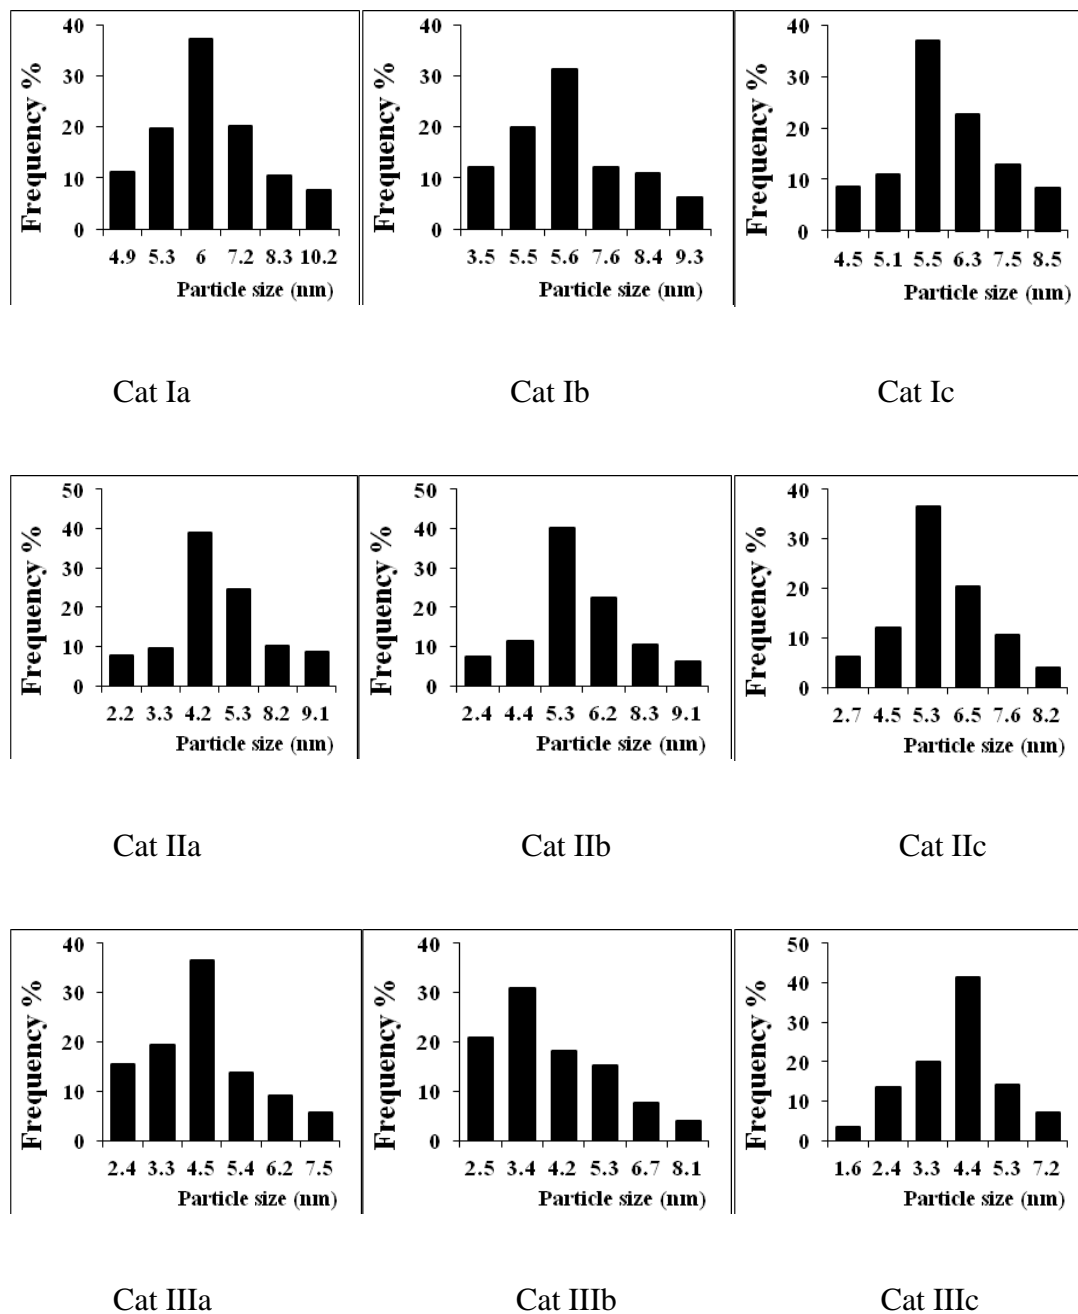 Frequency %
40
30
20
10
0
4.9 5.3 6 7.2 8.3 10.2
Particle size (nm)
Frequency %
40
30
20
10
0
3.5 5.5 5.6 7.6 8.4 9.3
Particle size (nm)
Frequency %
40
30
20
10
0
4.5 5.1 5.5 6.3 7.5 8.5
Particle size (nm)
Cat Ia
Cat Ib
Cat Ic
Frequency %
50
40
30
20
10
0
2.2 3.3 4.2 5.3 8.2 9.1
Particle size (nm)
Frequency %
50
40
30
20
10
0
2.4 4.4 5.3 6.2 8.3 9.1
Particle size (nm)
Frequency %
40
30
20
10
0
2.7 4.5 5.3 6.5 7.6 8.2
Particle size (nm)
Cat IIa
Cat IIb
Cat IIc
Frequency %
40
30
20
10
0
2.4 3.3 4.5 5.4 6.2 7.5
Particle size (nm)
Frequency %
40
30
20
10
0
2.5 3.4 4.2 5.3 6.7 8.1
Particle size (nm)
Frequency %
50
40
30
20
10
0
1.6 2.4 3.3 4.4 5.3 7.2
Particle size (nm)
Cat IIIa
Cat IIIb
Cat IIIc